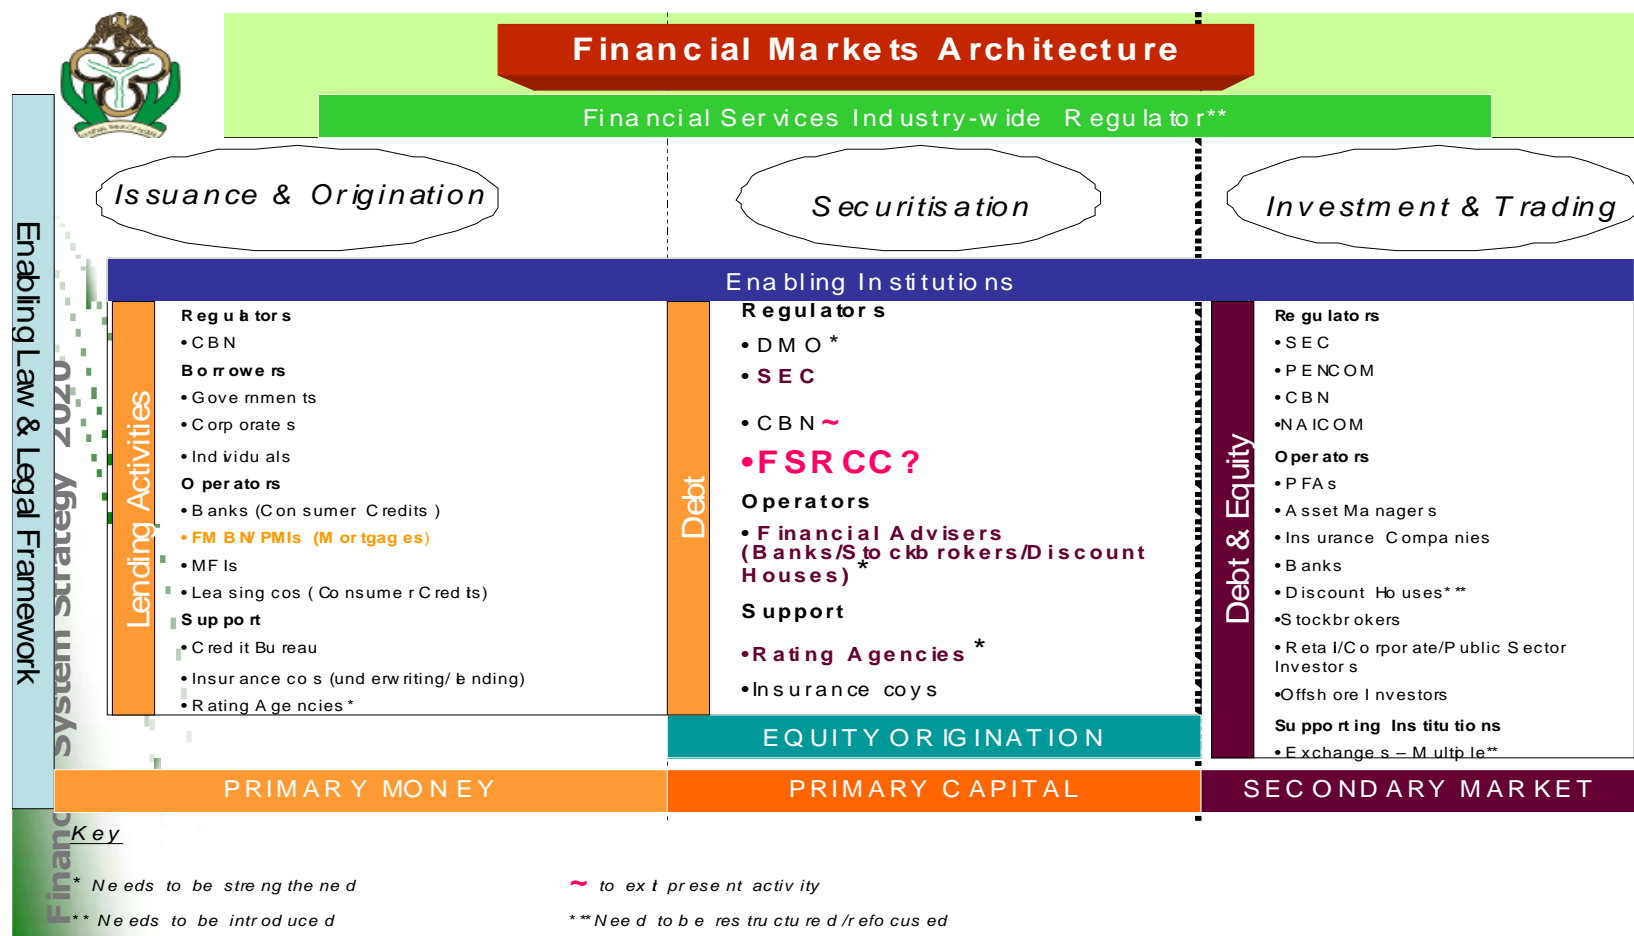 Financial Markets Architecture
Financial Services Industry-wide Regulator**
Issuance & Origination
Securitisation
Investment & Trading
Enabling Law & Legal Framework
System Strategy 2020
Enabling Institutions
Lending Activities
Regulators
•CBN
Borrowers
•Governments
•Corporates
•Individuals
Operators
•Banks (Consumer Credits)
•FMBN/PMIs (Mortgages)
•MFIs
•Leasing cos (Consumer Credits)
Support
•Credit Bureau
•Insurance cos (underwriting/lending)
•Rating Agencies*
Debt
Regulators
•DMO*
•SEC
•CBN~
•FSRCC?
Operators
•Financial Advisers
(Banks/Stockbrokers/Discount
Houses)*
Support
•Rating Agencies*
•Insurance coys
EQUITY ORIGINATION
Debt & Equity
Regulators
•SEC
•PENCOM
•CBN
•NAICOM
Operators
•PFAs
•Asset Managers
•Insurance Companies
•Banks
•Discount Houses***
•Stockbrokers
•Retail/Corporate/Public Sector
Investors
•Offshore Investors
Supporting Institutions
•Exchanges – Multiple**
PRIMARY MONEY
PRIMARY CAPITAL
SECONDARY MARKET
Key
* Needs to be strengthened
~ to exit present activity
** Needs to be introduced
***Need to be restructured/refocused